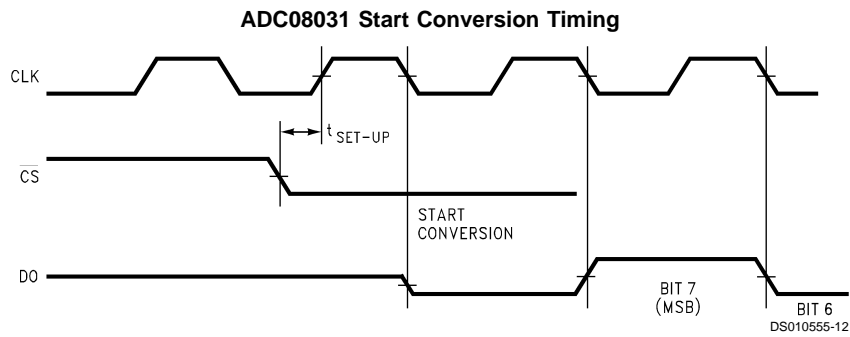 ADC08031 Start Conversion Timing
CLK
t SET-UP
CS
START
CONVERSION
DO
BIT 7
(MSB)
BIT 6
DS010555-12